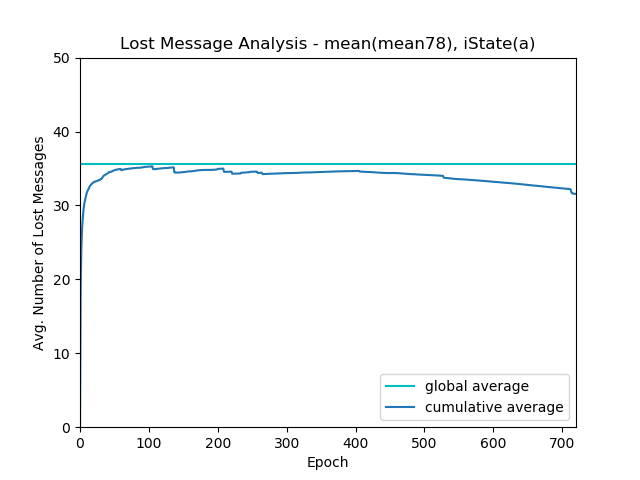 Lost Message Analysis - mean(mean78), iState(a)
Avg. Number of Lost Messages
50
40
30
20
10
0
0 100 200 300 400 500 600 700
Epoch
global average
cumulative average